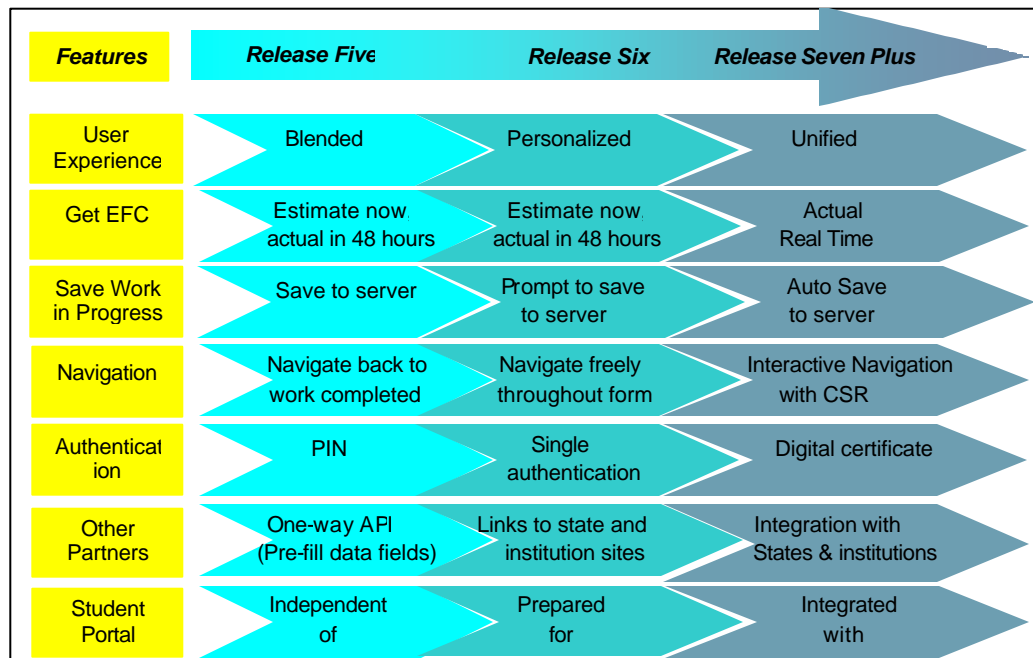 Features
Release Five
Release Six
Release Seven Plus
User
Experience
Blended
Personalized
Unified
Get EFC
Estimate now,
actual in 48 hours
Estimate now,
actual in 48 hours
Actual
Real Time
Save Work
in Progress
Save to server
Prompt to save
to server
Auto Save
to server
Navigation
Navigate back to
work completed
Navigate freely
throughout form
Interactive Navigation
with CSR
Authenticat
ion
PIN
Single
authentication
Digital certificate
Other
Partners
One-way API
(Pre-fill data fields)
Links to state and
institution sites
Integration with
States & institutions
Student
Portal
Independent
of
Prepared
for
Integrated
with